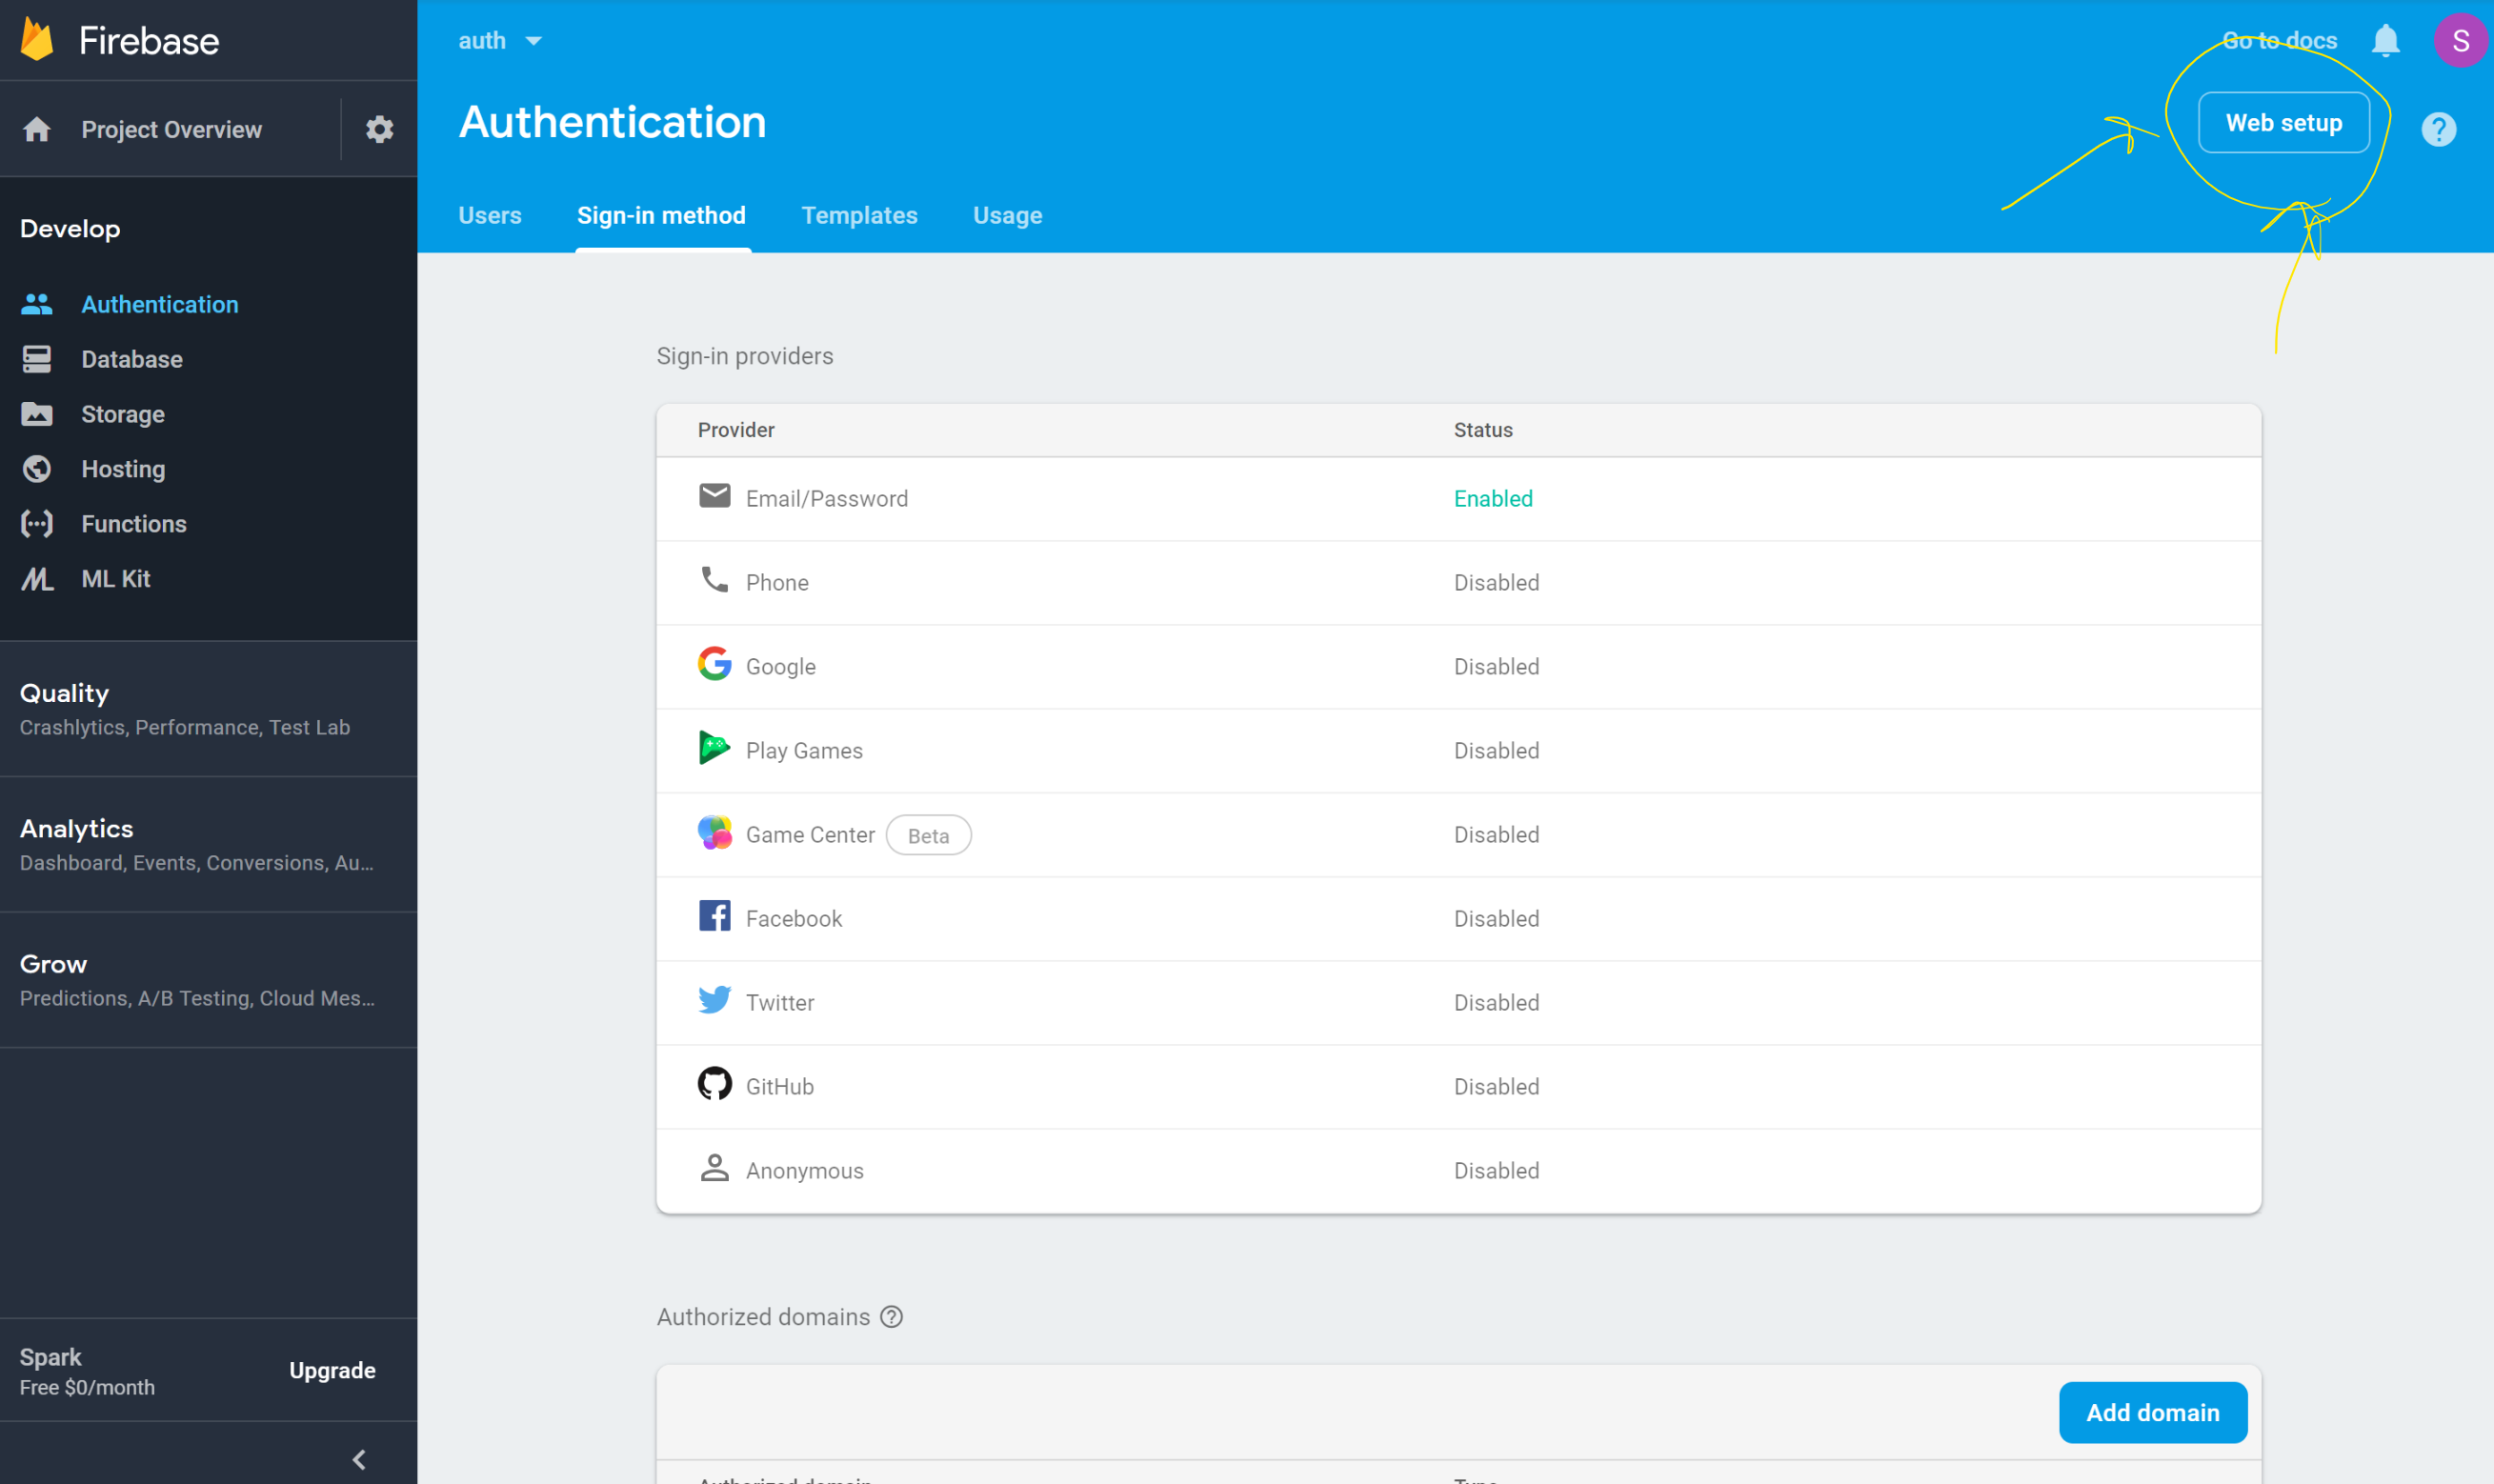 Firebase
Project Overview
Develop
Authentication
Database
Storage
Hosting
Functions
ML Kit
Quality
Crashlytics, Performance, Test Lab
Analytics
Dashboard, Events, Conversions, Au...
Grow
Predictions, A/B Testing, Cloud Mes...
Spark
Free $0/month
Upgrade
auth
Go to docs
S
Authentication
Web setup
?
Users Sign-in method Templates Usage
Sign-in providers
Provider Status
Email/Password Enabled
Phone Disabled
Google Disabled
Play Games Disabled
Game Center Beta Disabled
Facebook Disabled
Twitter Disabled
GitHub Disabled
Anonymous Disabled
Authorized domains ?
Add domain
Authorized domain Type